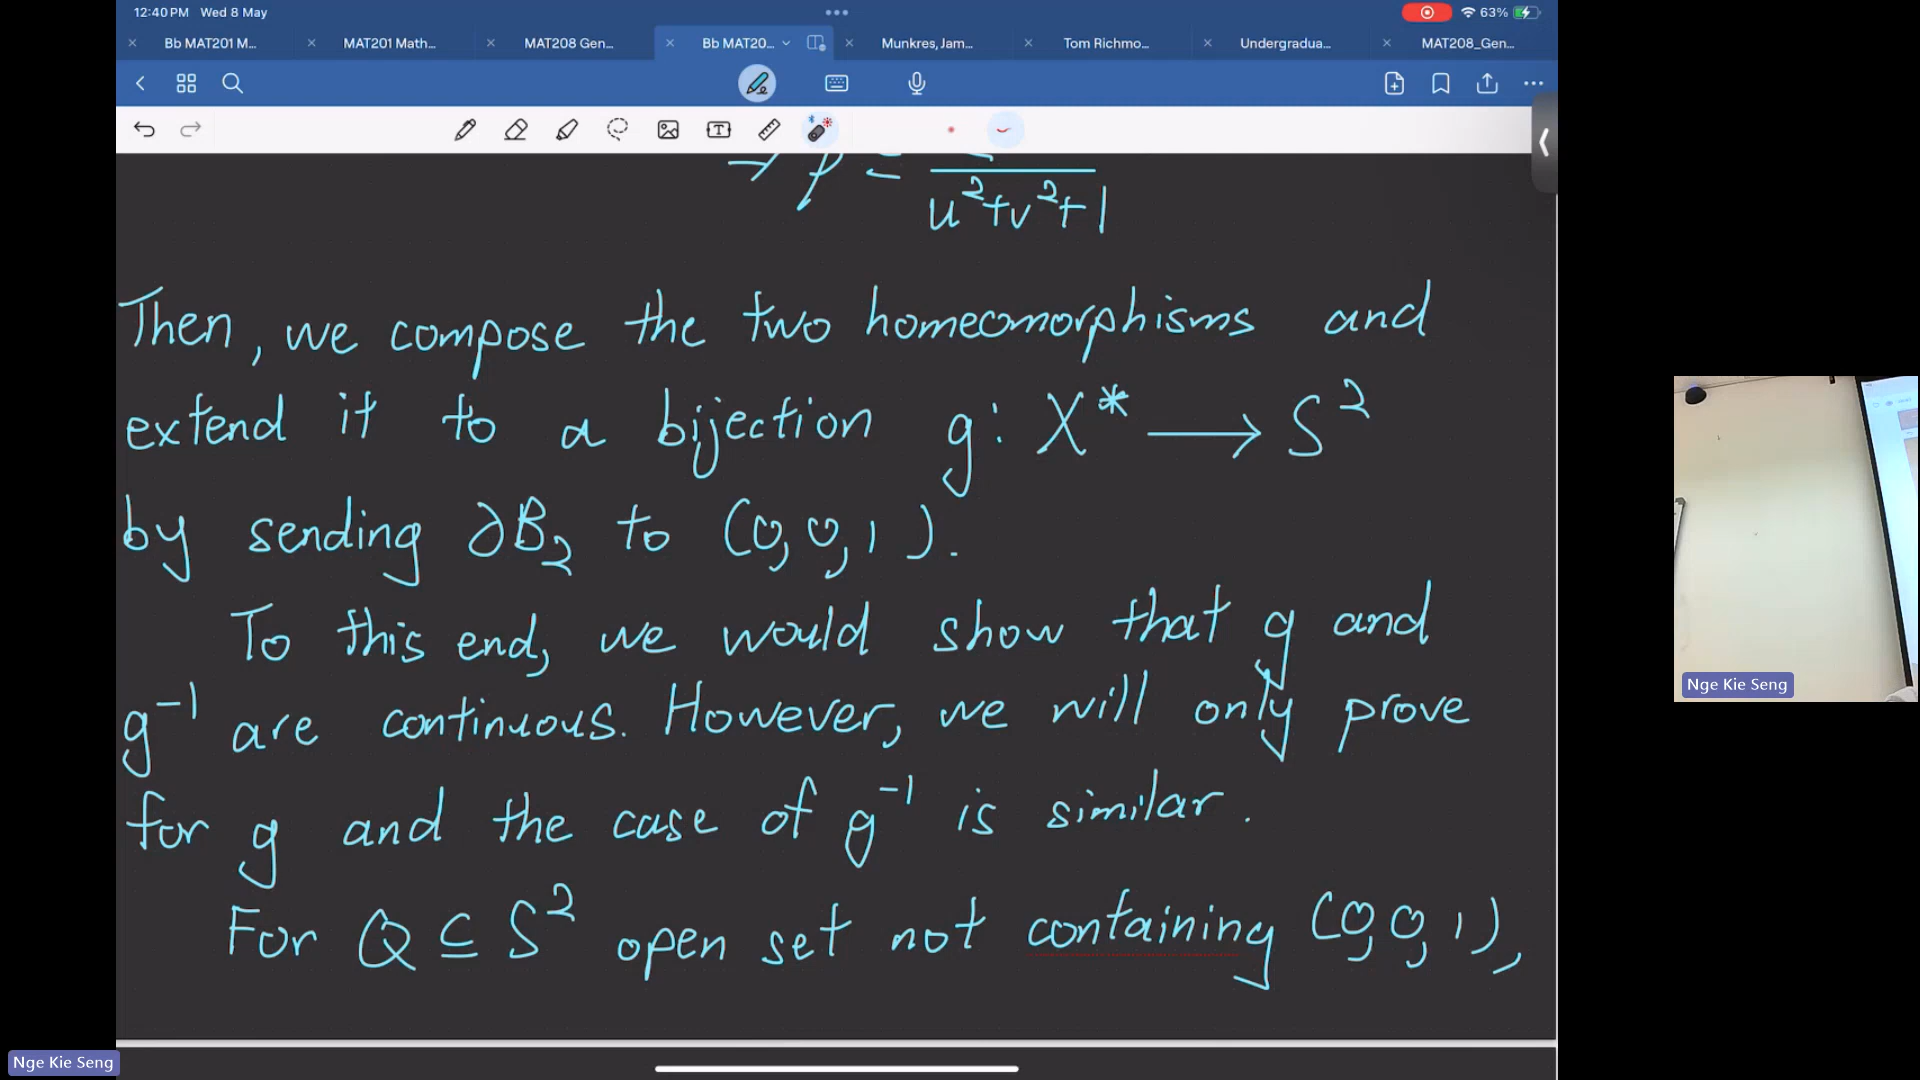 12:40 PM Wed 8 May
63%
Bb MAT201 M...
MAT201 Math...
MAT208 Gen...
Bb MAT20...
Munkres, Jam...
Tom Richmo...
Undergradua...
MAT208_Gen...
u²+v²+1
Then, we compose the two homeomorphisms and
extend it to a bijection g: X* → S²
by sending ∂B₂ to (0, 0, 1).
To this end, we would show that g and
g⁻¹ are continuous. However, we will only prove
for g and the case of g⁻¹ is similar.
For Q ⊆ S² open set not containing (0, 0, 1),
Nge Kie Seng
Nge Kie Seng